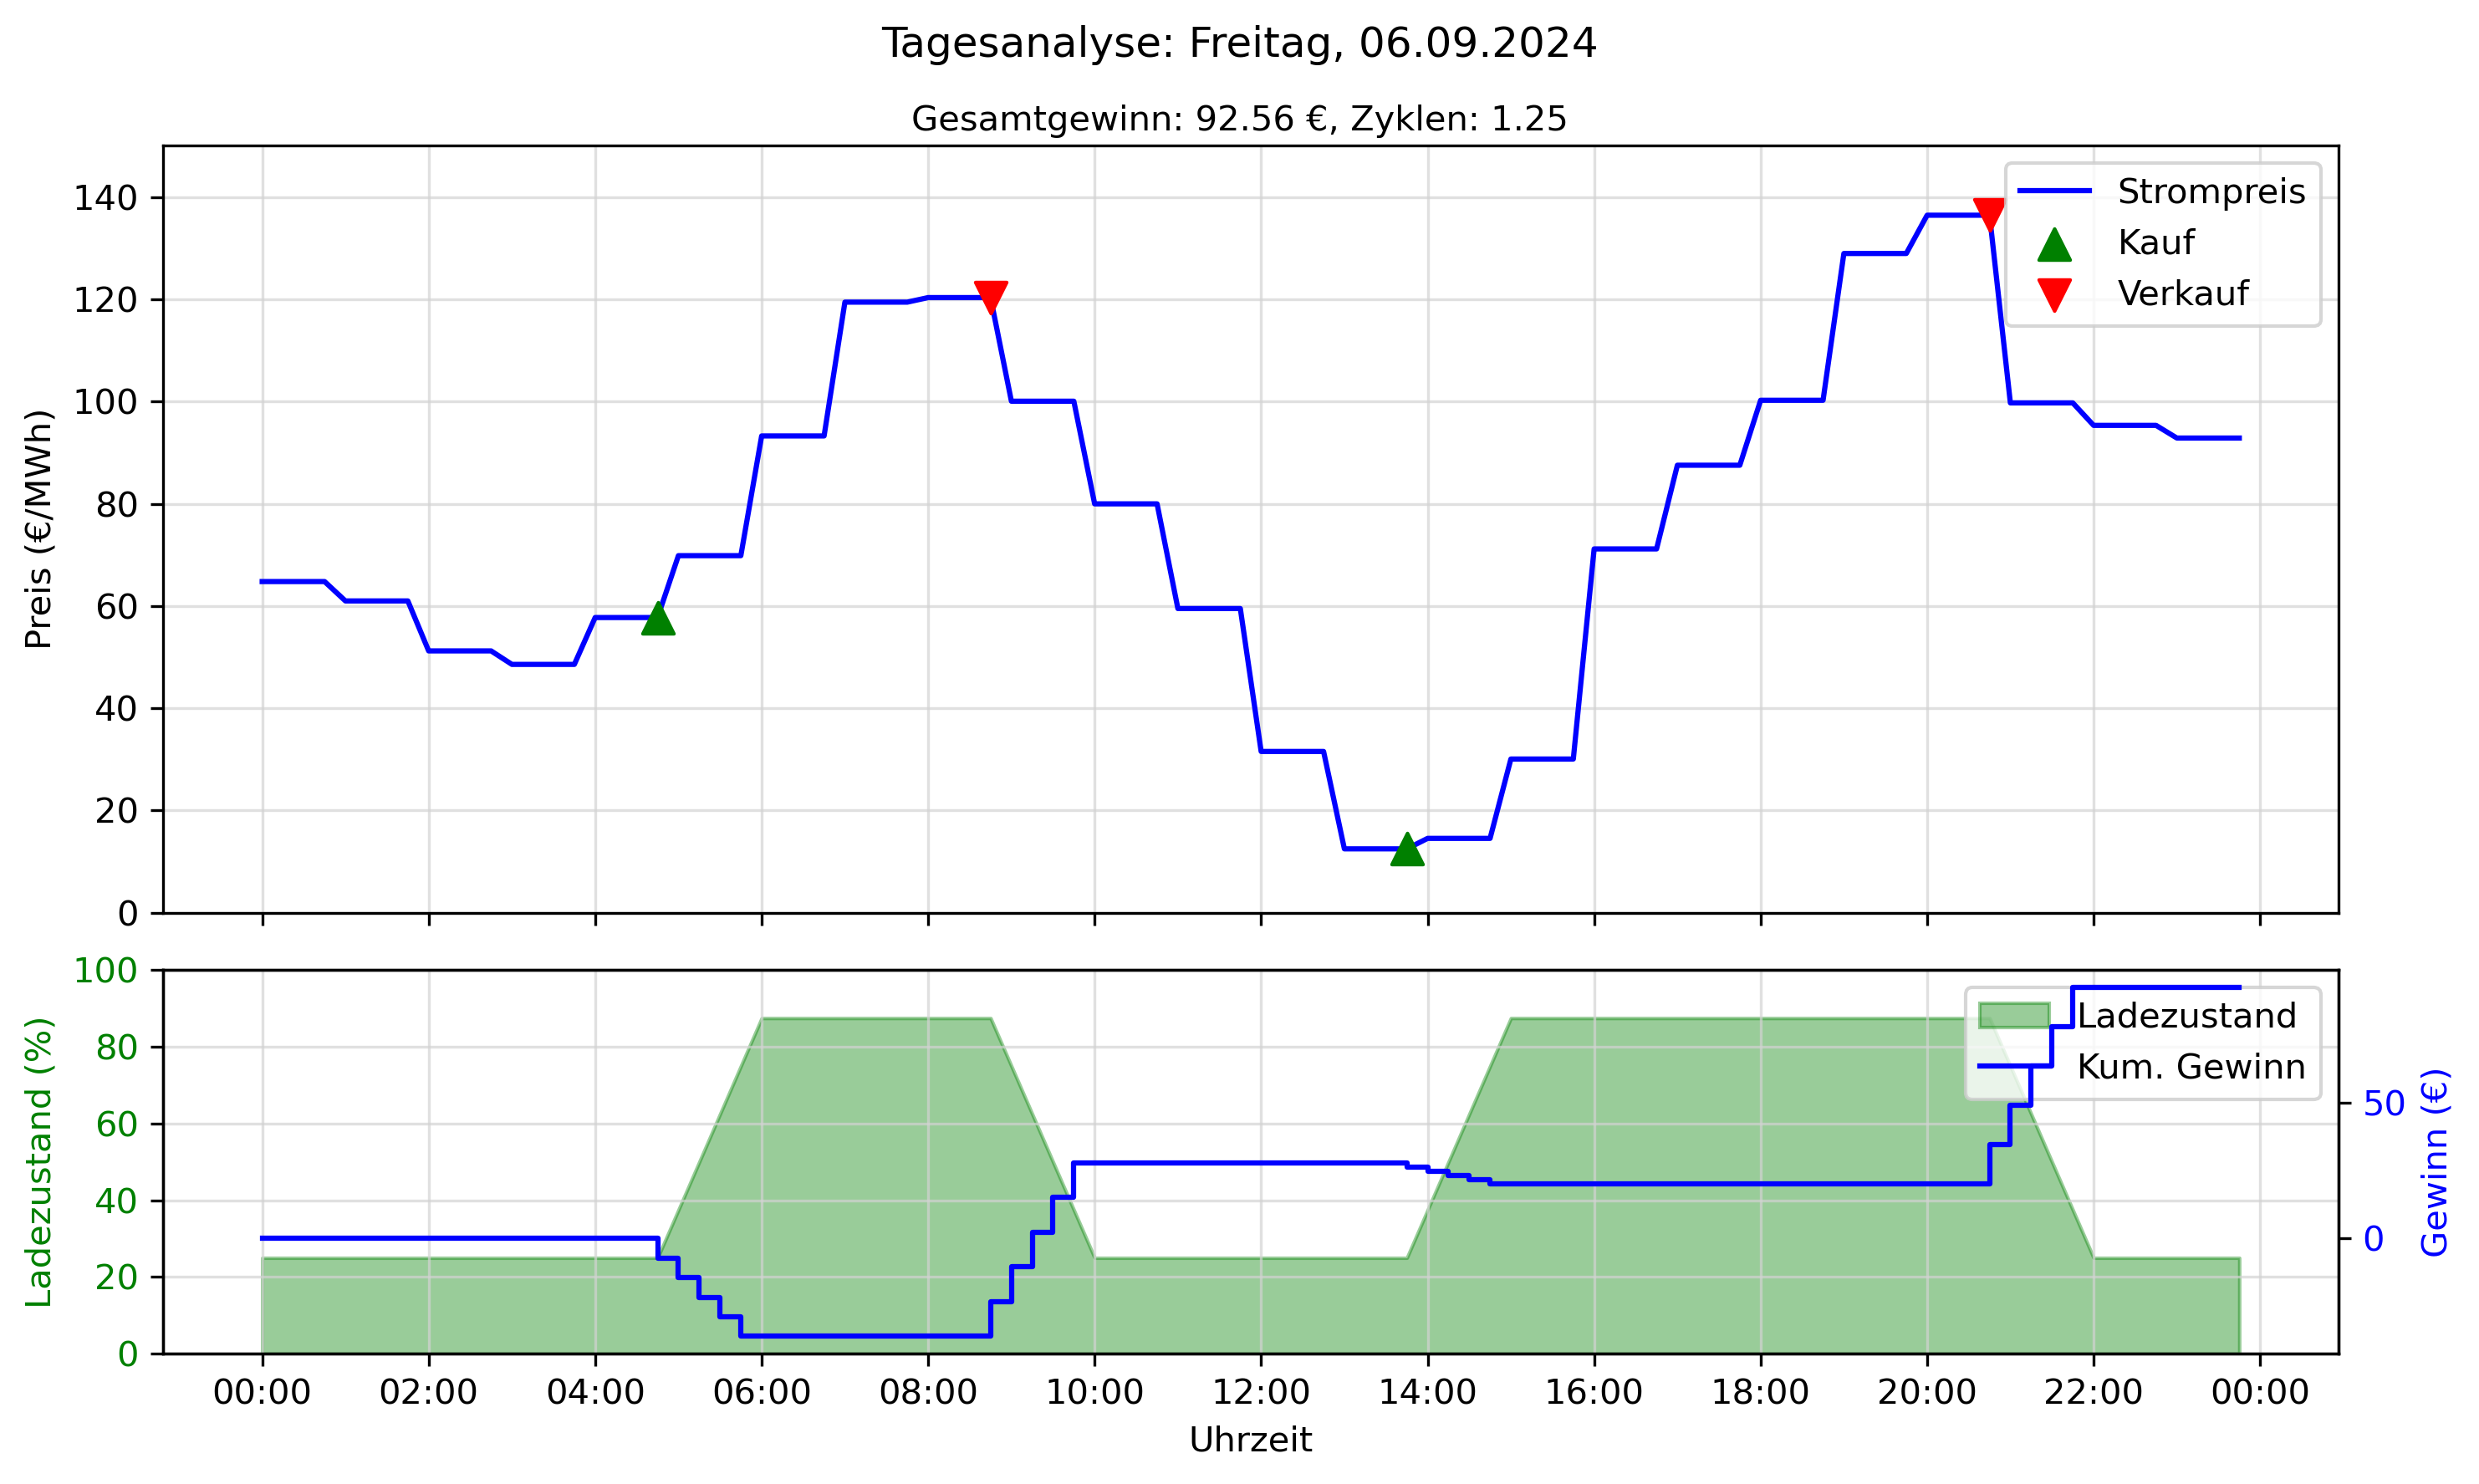 Tagesanalyse: Freitag, 06.09.2024
Gesamtgewinn: 92.56 €, Zyklen: 1.25
Preis (€/MWh)
140
120
100
80
60
40
20
0
Strompreis
Kauf
Verkauf
Ladezustand (%)
100
80
60
40
20
0
Ladezustand
Kum. Gewinn
50
0
Gewinn (€)
00:00 02:00 04:00 06:00 08:00 10:00 12:00 14:00 16:00 18:00 20:00 22:00 00:00
Uhrzeit